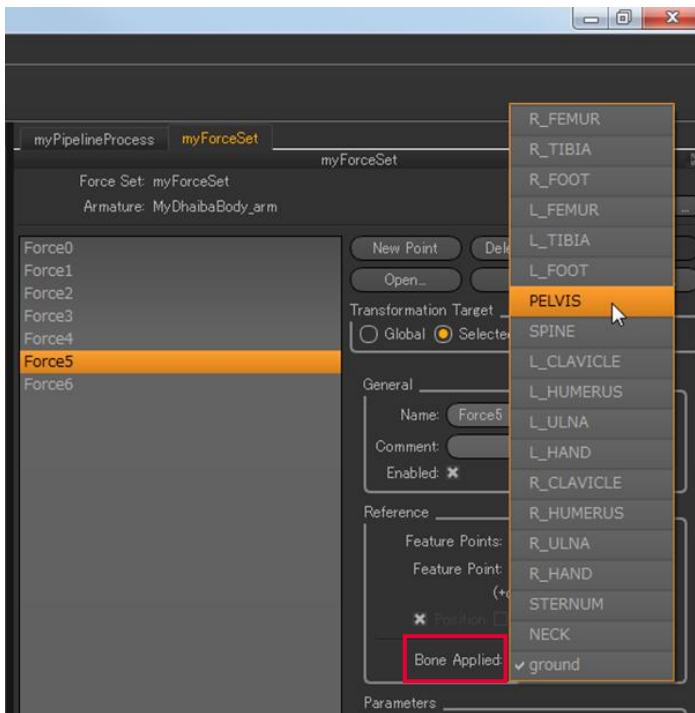 myPipelineProcess myForceSet
myForceSet
Force Set: myForceSet
Armature: MyDhaibaBody_arm
...
Force0
Force1
Force2
Force3
Force4
Force5
Force6
New Point
Open...
Transformation Target
Global
General
Name: Force5
Comment:
Enabled:
Reference
Feature Points:
Feature Point:
Position
Bone Applied:
Parameters
R_FEMUR
R_TIBIA
R_FOOT
L_FEMUR
L_TIBIA
L_FOOT
PELVIS
SPINE
L_CLAVICLE
L_HUMERUS
L_ULNA
L_HAND
R_CLAVICLE
R_HUMERUS
R_ULNA
R_HAND
STERNUM
NECK
ground